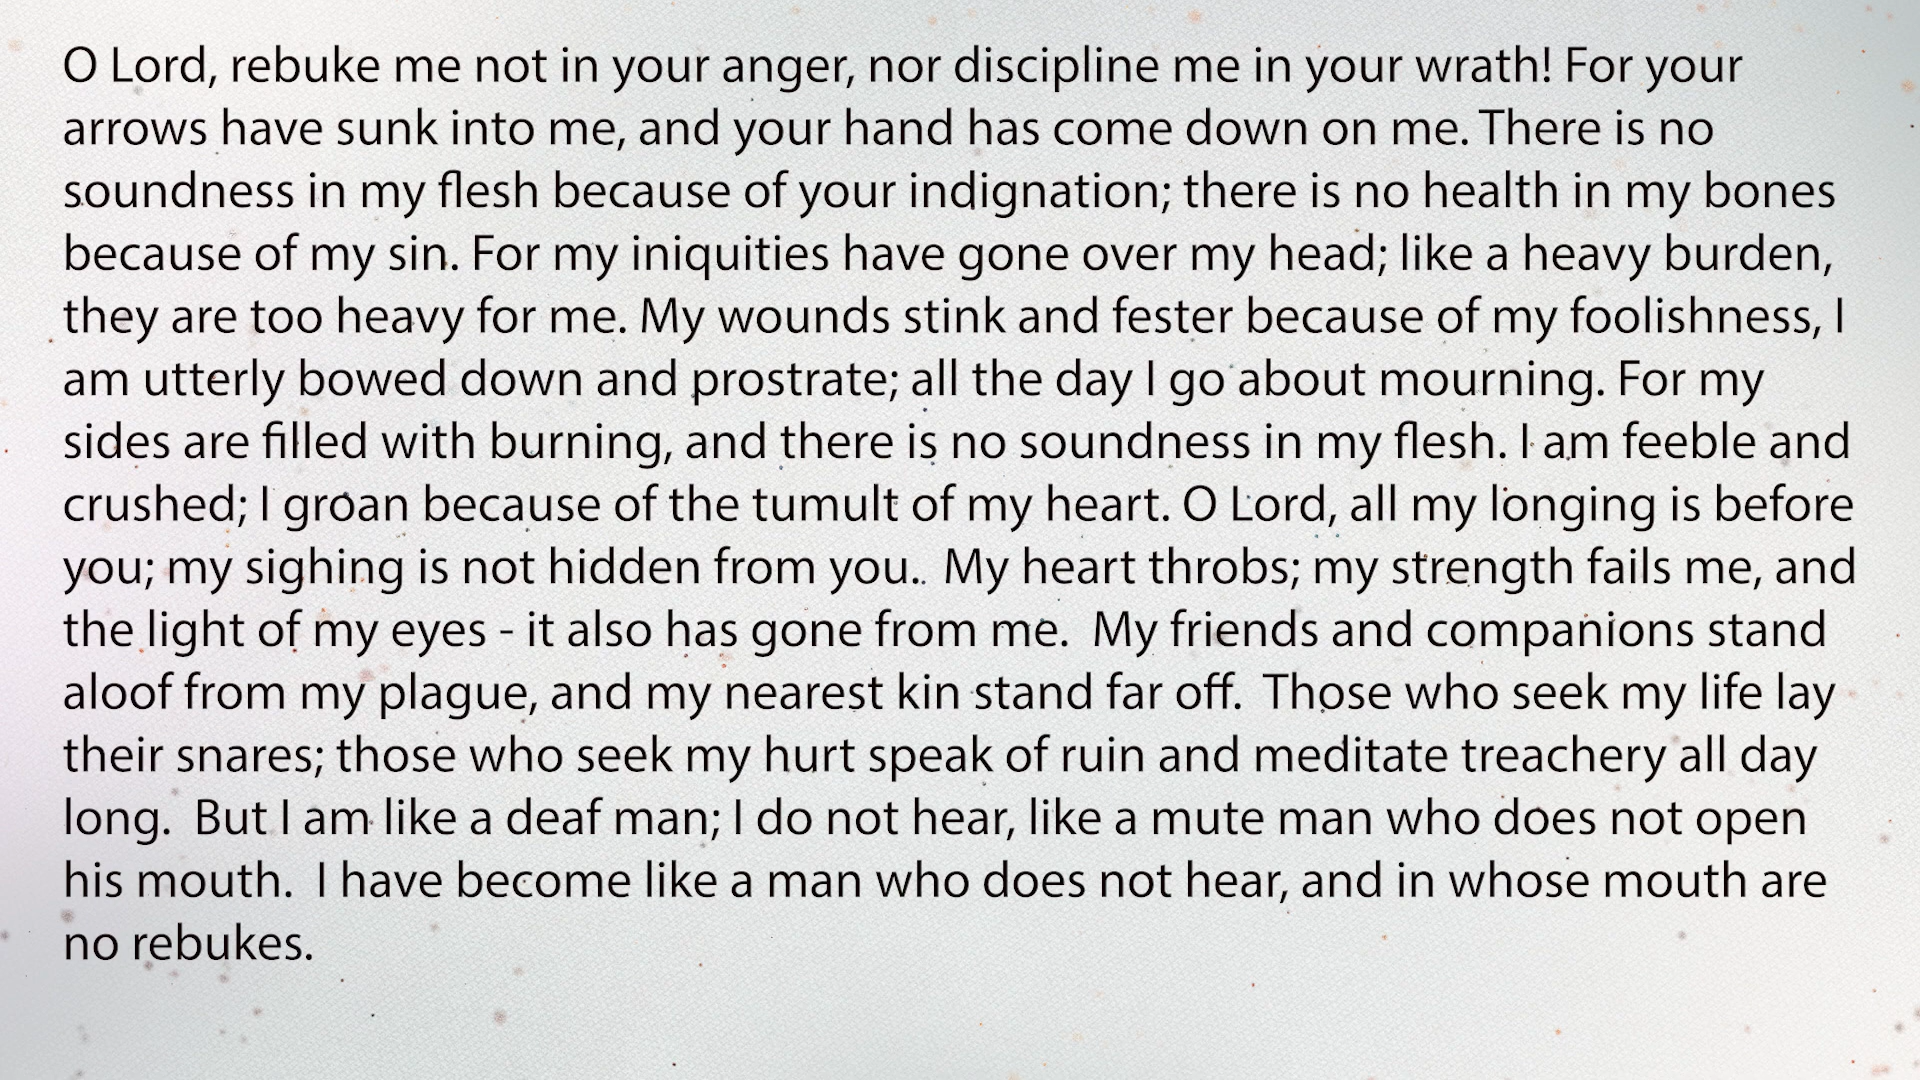 O Lord, rebuke me not in your anger, nor discipline me in your wrath! For your
arrows have sunk into me, and your hand has come down on me. There is no
soundness in my flesh because of your indignation; there is no health in my bones
because of my sin. For my iniquities have gone over my head; like a heavy burden,
they are too heavy for me. My wounds stink and fester because of my foolishness, I
am utterly bowed down and prostrate; all the day I go about mourning. For my
sides are filled with burning, and there is no soundness in my flesh. I am feeble and
crushed; I groan because of the tumult of my heart. O Lord, all my longing is before
you; my sighing is not hidden from you..  My heart throbs; my strength fails me, and
the light of my eyes - it also has gone from me.  My friends and companions stand
aloof from my plague, and my nearest kin stand far off.  Those who seek my life lay
their snares; those who seek my hurt speak of ruin and meditate treachery all day
long.  But I am like a deaf man; I do not hear, like a mute man who does not open
his mouth.  I have become like a man who does not hear, and in whose mouth are
no rebukes.